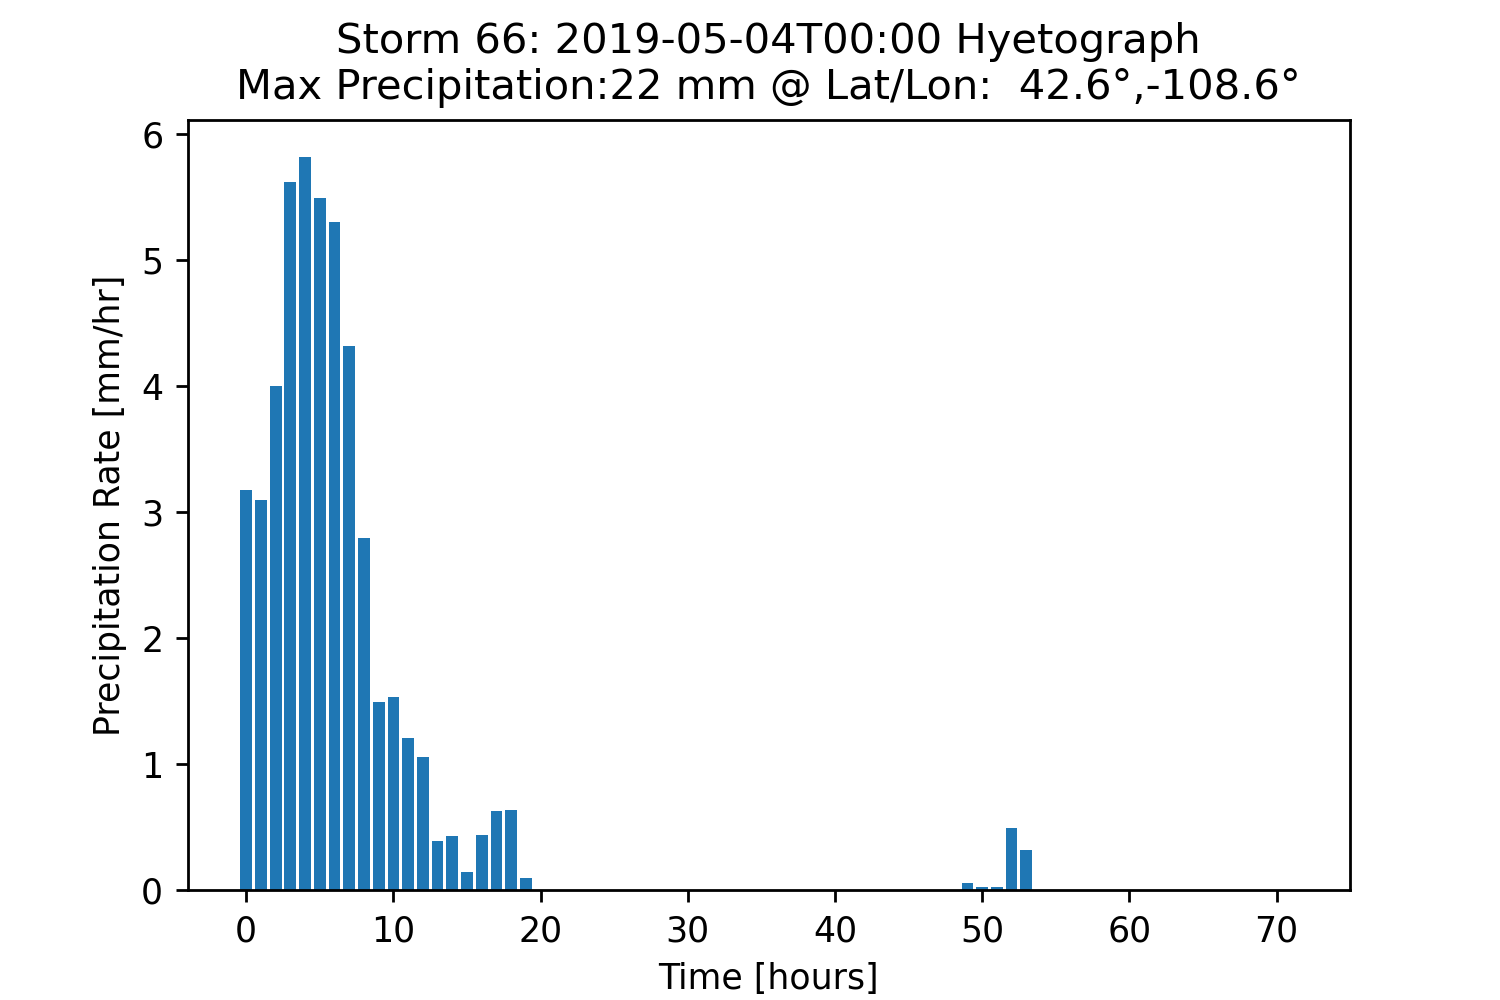 Storm 66: 2019-05-04T00:00 Hyetograph
Max Precipitation:22 mm @ Lat/Lon:  42.6°,-108.6°
6
5
4
3
2
1
0
Precipitation Rate [mm/hr]
0 10 20 30 40 50 60 70
Time [hours]